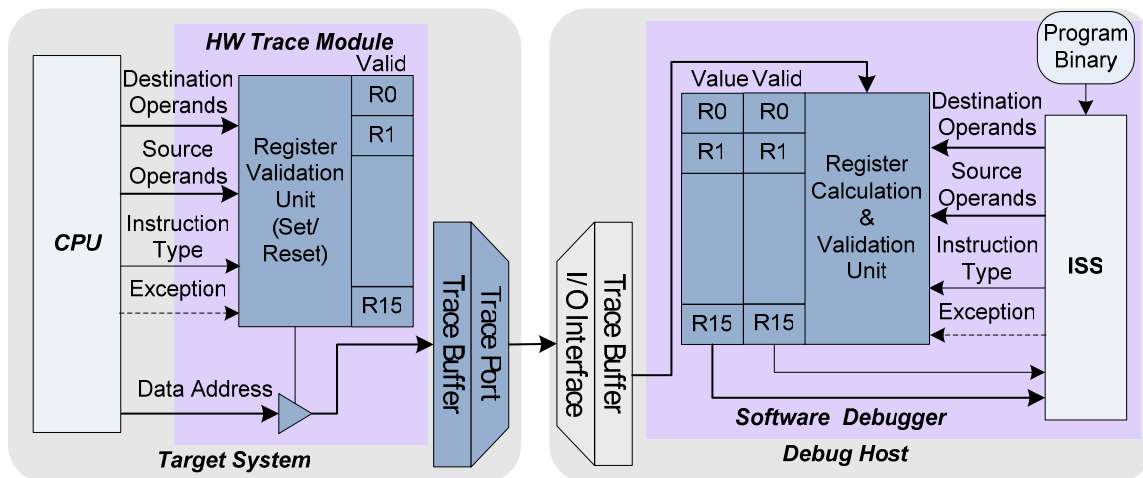 HW Trace Module
Valid
Destination
Operands
R0
R1
Source
Operands
Register
Validation
Unit
(Set/
Reset)
CPU
Instruction
Type
Exception
R15
Data Address
Target System
Trace Buffer
Trace Port
I/O Interface
Trace Buffer
Value Valid
R0 R0
R1 R1
R15 R15
Register
Calculation
&
Validation
Unit
Program
Binary
Destination
Operands
Source
Operands
Instruction
Type
Exception
ISS
Software Debugger
Debug Host